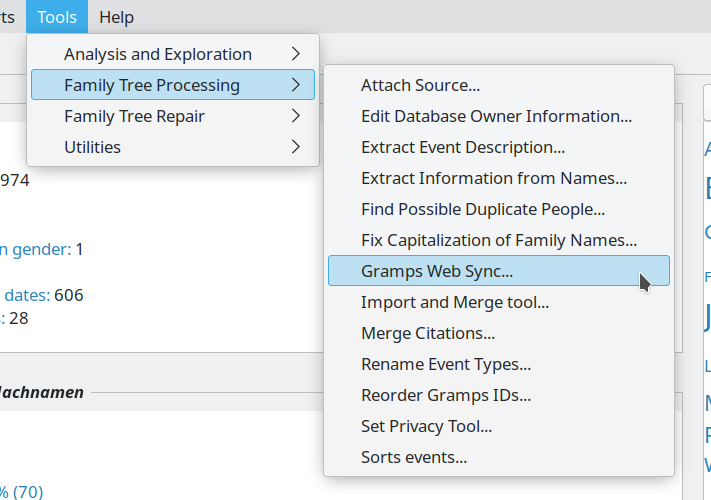 Tools Help
Analysis and Exploration
Family Tree Processing
Family Tree Repair
Utilities
Attach Source...
Edit Database Owner Information...
Extract Event Description...
Extract Information from Names...
Find Possible Duplicate People...
Fix Capitalization of Family Names...
Gramps Web Sync...
Import and Merge tool...
Merge Citations...
Rename Event Types...
Reorder Gramps IDs...
Set Privacy Tool...
Sorts events...
974
gender: 1
dates: 606
: 28
% (70)